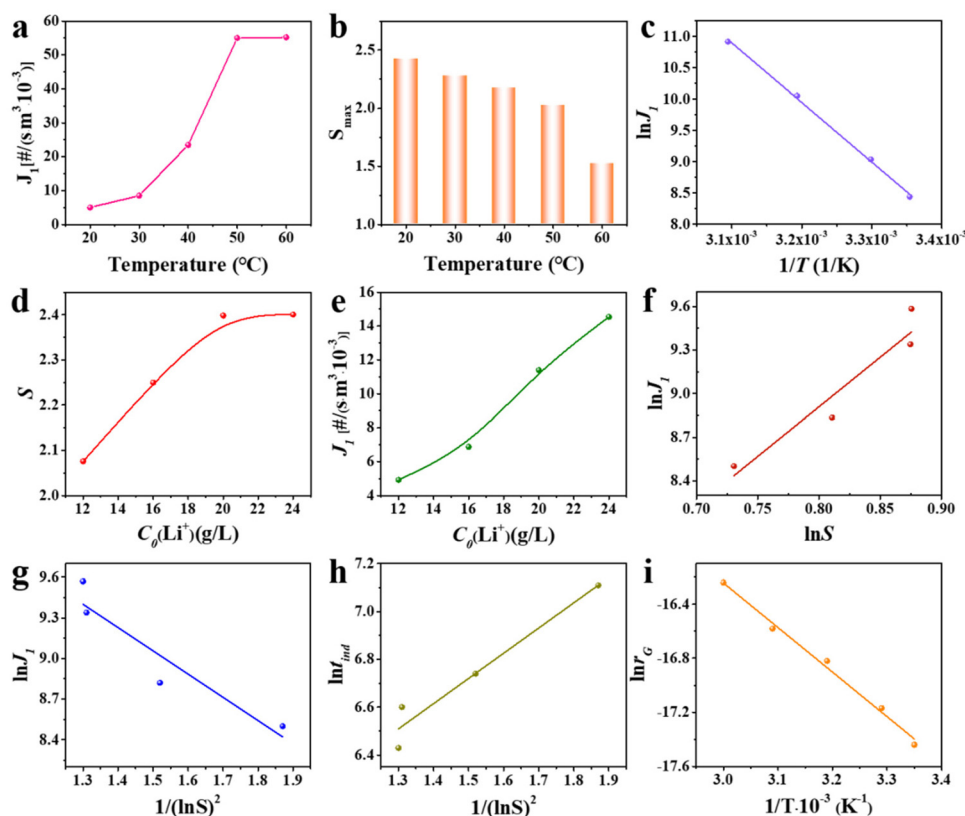 a
J₁[#/(s·m³·10⁻³)]
60
50
40
30
20
10
0
20 30 40 50 60
Temperature (°C)
b
S_max
2.5
2.0
1.5
1.0
20 30 40 50 60
Temperature (°C)
c
lnJ₁
11.0
10.5
10.0
9.5
9.0
8.5
8.0
3.1x10⁻³ 3.2x10⁻³ 3.3x10⁻³ 3.4x10⁻³
1/T (1/K)
d
S
2.4
2.3
2.2
2.1
2.0
12 14 16 18 20 22 24
C₀(Li⁺)(g/L)
e
J₁ [#/(s·m³·10⁻³)]
16
14
12
10
8
6
4
12 14 16 18 20 22 24
C₀(Li⁺)(g/L)
f
lnJ₁
9.6
9.3
9.0
8.7
8.4
0.70 0.75 0.80 0.85 0.90
lnS
g
lnJ₁
9.6
9.3
9.0
8.7
8.4
1.3 1.4 1.5 1.6 1.7 1.8 1.9
1/(lnS)²
h
lnt_ind
7.2
7.0
6.8
6.6
6.4
1.3 1.4 1.5 1.6 1.7 1.8 1.9
1/(lnS)²
i
lnr_G
-16.4
-16.8
-17.2
-17.6
3.0 3.1 3.2 3.3 3.4
1/T·10⁻³ (K⁻¹)